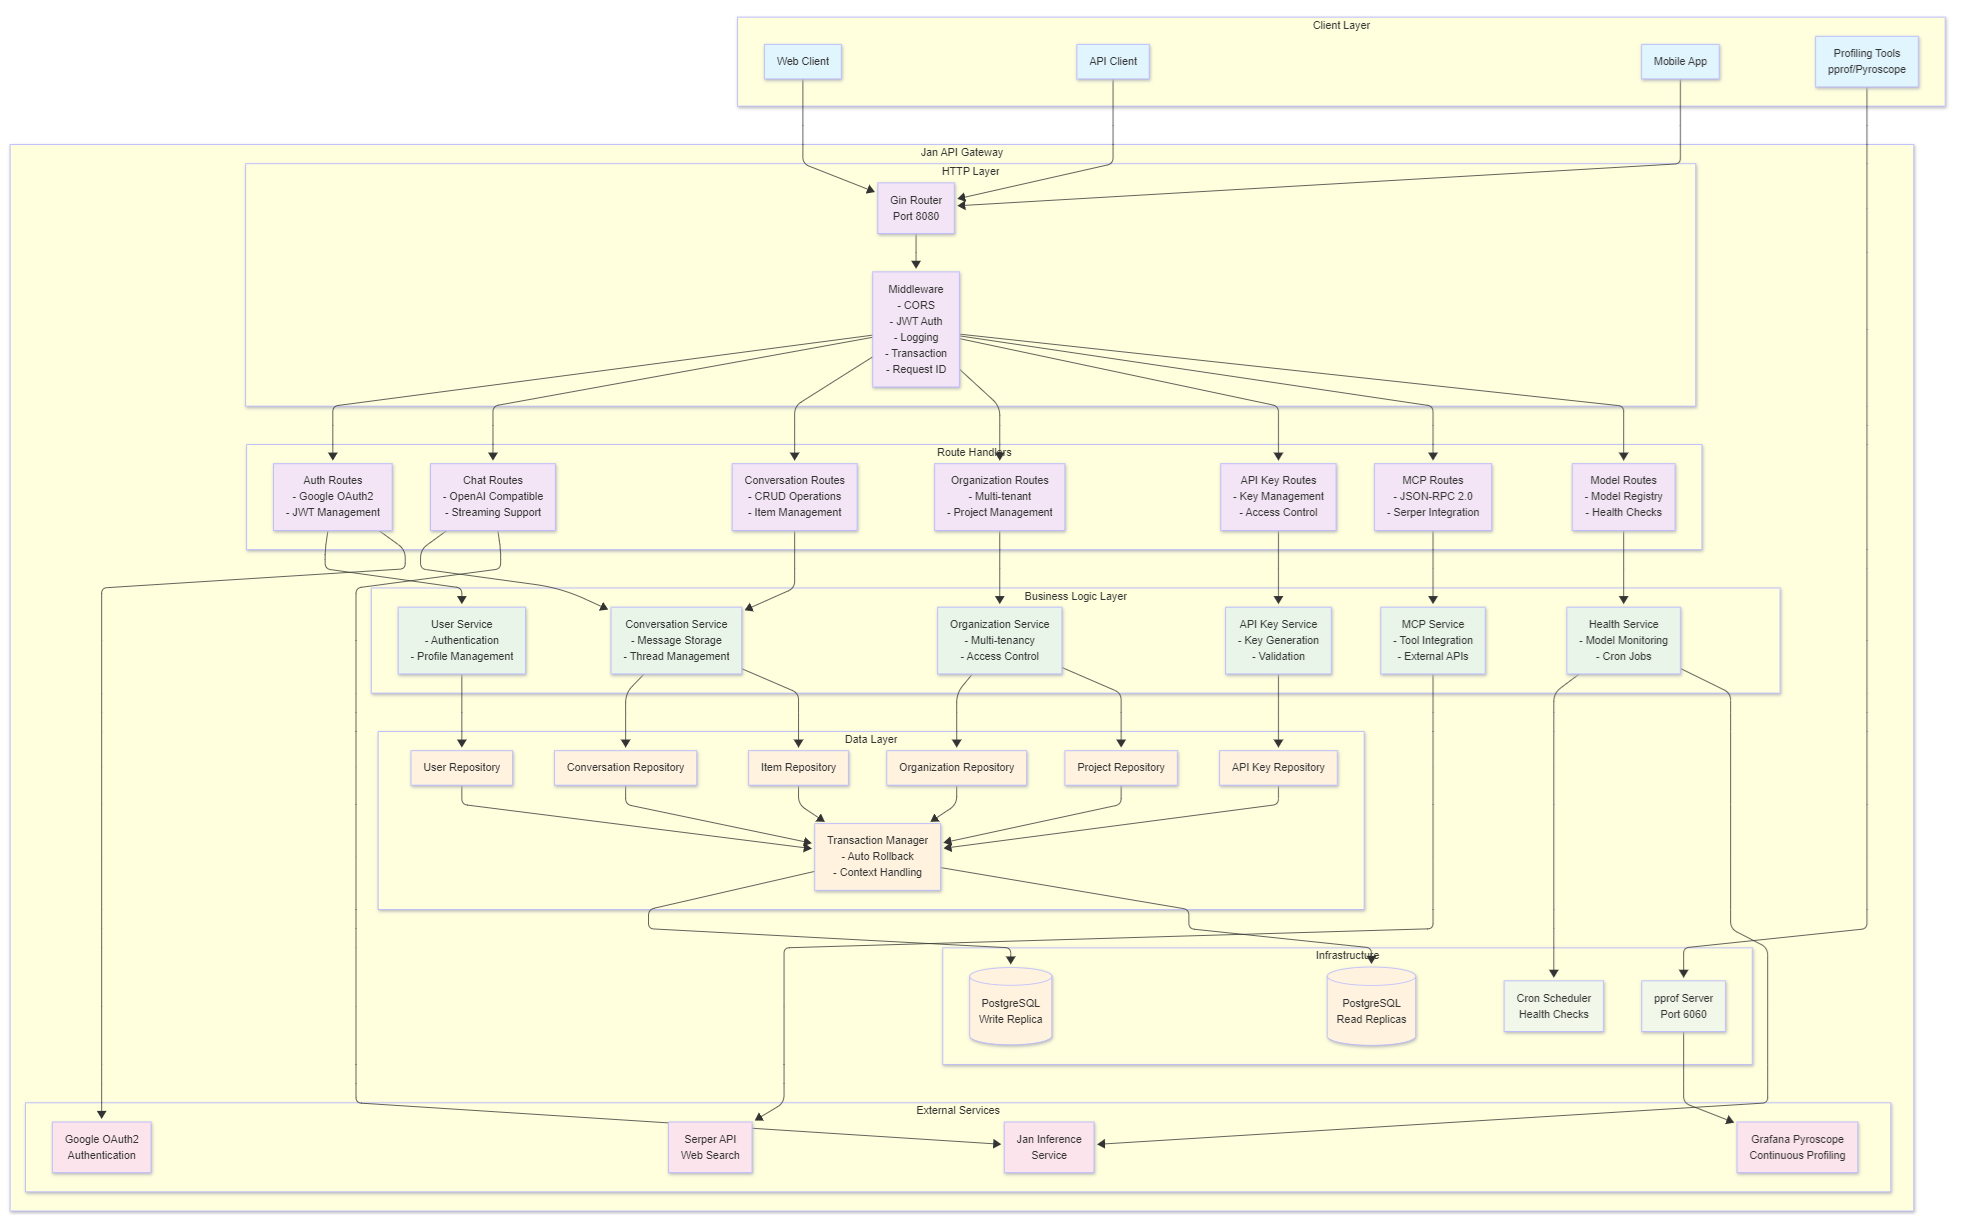 Client Layer
Web Client
API Client
Mobile App
Profiling Tools
pprof/Pyroscope
Jan API Gateway
HTTP Layer
Gin Router
Port 8080
Middleware
- CORS
- JWT Auth
- Logging
- Transaction
- Request ID
Route Handlers
Auth Routes
- Google OAuth2
- JWT Management
Chat Routes
- OpenAI Compatible
- Streaming Support
Conversation Routes
- CRUD Operations
- Item Management
Organization Routes
- Multi-tenant
- Project Management
API Key Routes
- Key Management
- Access Control
MCP Routes
- JSON-RPC 2.0
- Serper Integration
Model Routes
- Model Registry
- Health Checks
Business Logic Layer
User Service
- Authentication
- Profile Management
Conversation Service
- Message Storage
- Thread Management
Organization Service
- Multi-tenancy
- Access Control
API Key Service
- Key Generation
- Validation
MCP Service
- Tool Integration
- External APIs
Health Service
- Model Monitoring
- Cron Jobs
Data Layer
User Repository
Conversation Repository
Item Repository
Organization Repository
Project Repository
API Key Repository
Transaction Manager
- Auto Rollback
- Context Handling
Infrastructure
PostgreSQL
Write Replica
PostgreSQL
Read Replicas
Cron Scheduler
Health Checks
pprof Server
Port 6060
External Services
Google OAuth2
Authentication
Serper API
Web Search
Jan Inference
Service
Grafana Pyroscope
Continuous Profiling